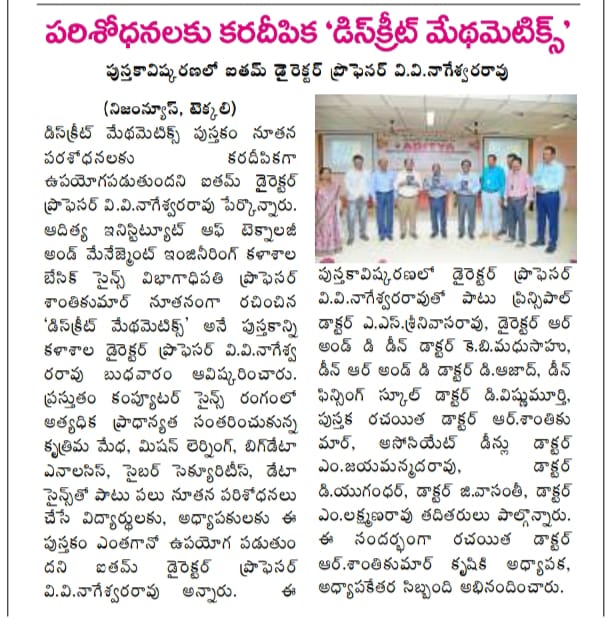 పరిశోధనలకు కరదీపిక ‘డిస్‌క్రీట్ మేథమెటిక్స్’
పుస్తకావిష్కరణలో ఐతమ్ డైరెక్టర్ ప్రొఫెసర్ వి.వి.నాగేశ్వరరావు
(నిజంన్యూస్, టెక్కలి)
డిస్‌క్రీట్ మేథమెటిక్స్ పుస్తకం నూతన
పరశోధనలకు కరదీపికగా
ఉపయోగపడుతుందని ఐతమ్ డైరెక్టర్
ప్రొఫెసర్ వి.వి.నాగేశ్వరరావు పేర్కొన్నారు.
ఆదిత్య ఇనిస్టిట్యూట్ ఆఫ్ టెక్నాలజీ
అండ్ మేనేజ్మెంట్ ఇంజినీరింగ్ కళాశాల
బేసిక్ సైన్స్ విభాగాధిపతి ప్రొఫెసర్
శాంతికుమార్ నూతనంగా రచించిన
‘డిస్‌క్రీట్ మేథమెటిక్స్’ అనే పుస్తకాన్ని
కళాశాల డైరెక్టర్ ప్రొఫెసర్ వి.వి.నాగేశ్వ
రరావు బుధవారం ఆవిష్కరించారు.
ప్రస్తుతం కంప్యూటర్ సైన్స్ రంగంలో
అత్యధిక ప్రాధాన్యత సంతరించుకున్న
కృత్రిమ మేధ, మిషన్ లెర్నింగ్, బిగ్‌డేటా
ఎనాలసిస్, సైబర్ సెక్యూరిటీస్, డేటా
సైన్స్‌తో పాటు పలు నూతన పరిశోధనలు
చేసే విద్యార్థులకు, అధ్యాపకులకు ఈ
పుస్తకం ఎంతగానో ఉపయోగ పడుతుం
దని ఐతమ్ డైరెక్టర్ ప్రొఫెసర్
వి.వి.నాగేశ్వరరావు అన్నారు. ఈ
ADITYA
పుస్తకావిష్కరణలో డైరెక్టర్ ప్రొఫెసర్
వి.వి.నాగేశ్వరరావుతో పాటు ప్రిన్సిపాల్
డాక్టర్ ఎ.ఎస్.శ్రీనివాసరావు, డైరెక్టర్ ఆర్
అండ్ డి డీన్ డాక్టర్ కె.బి.మధుసాహు,
డీన్ ఆర్ అండ్ డి డాక్టర్ డి.ఆజాద్, డీన్
ఫిన్షింగ్ స్కూల్ డాక్టర్ డి.విష్ణుమూర్తి,
పుస్తక రచయిత డాక్టర్ ఆర్.శాంతికు
మార్, అసోసియేట్ డీన్లు డాక్టర్
ఎం.జయమన్మదరావు, డాక్టర్
డి.యుగంధర్, డాక్టర్ జి.వాసంతీ, డాక్టర్
ఎం.లక్ష్మణరావు తదితరులు పాల్గొన్నారు.
ఈ సందర్భంగా రచయిత డాక్టర్
ఆర్.శాంతికుమార్ కృషికి అధ్యాపక,
అధ్యాపకేతర సిబ్బంది అభినందించారు.